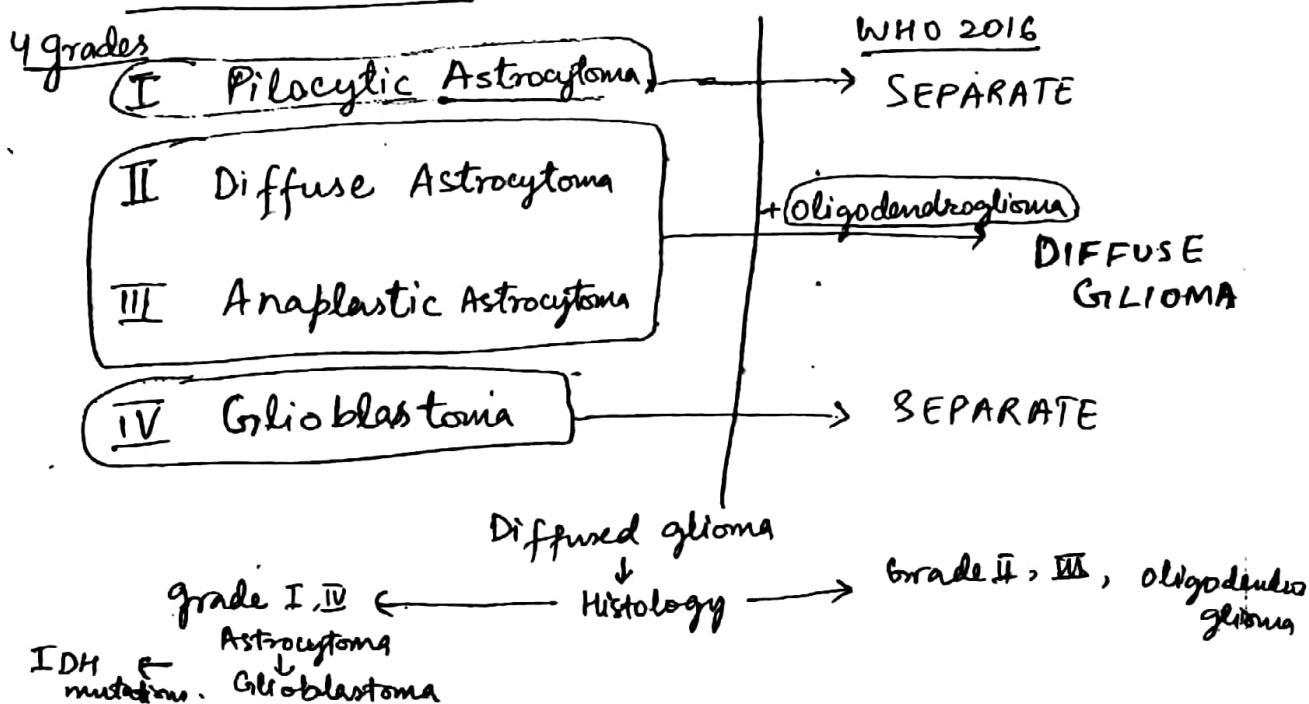 4 grades
WHO 2016
I Pilocytic Astrocytoma
SEPARATE
II Diffuse Astrocytoma
+ Oligodendroglioma
DIFFUSE
GLIOMA
III Anaplastic Astrocytoma
IV Glioblastoma
SEPARATE
Diffused glioma
↓
grade I, IV ← Histology → Grade II, III, oligodendro
glioma
Astrocytoma
↓
IDH ← Glioblastoma
mutations.